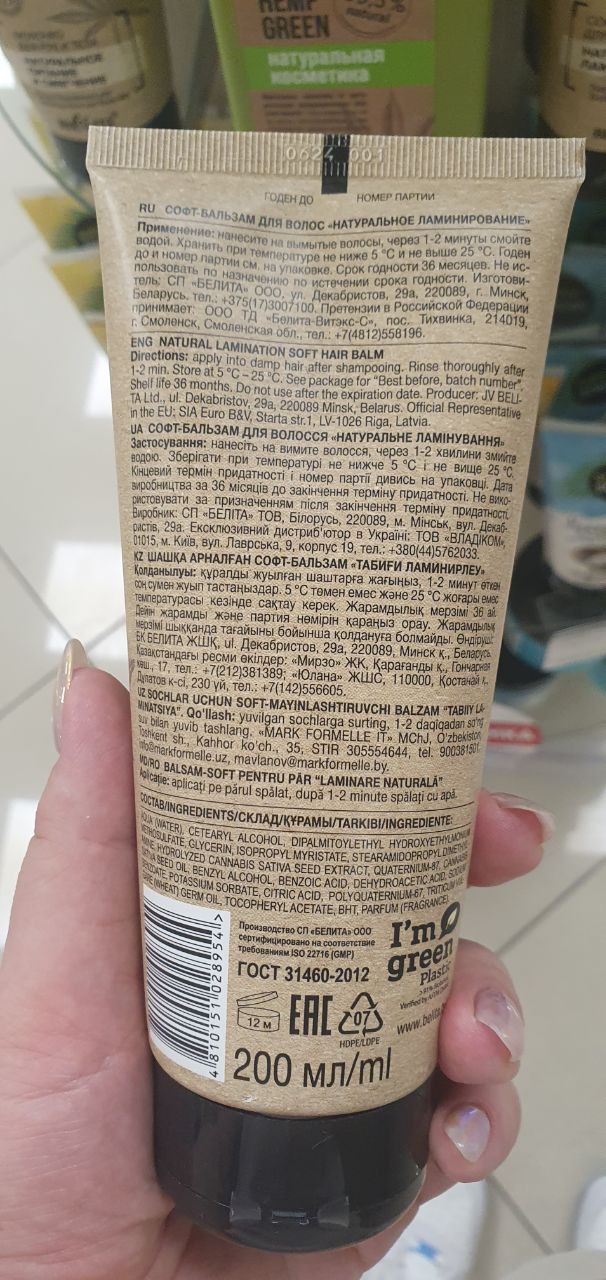 HEMP
GREEN
натуральная
косметика
0624 001
ГОДЕН ДО НОМЕР ПАРТИИ
RU СОФТ-БАЛЬЗАМ ДЛЯ ВОЛОС «НАТУРАЛЬНОЕ ЛАМИНИРОВАНИЕ»
Применение: нанесите на вымытые волосы, через 1-2 минуты смойте
водой. Хранить при температуре не ниже 5 °С и не выше 25 °С. Годен
до и номер партии см. на упаковке. Срок годности 36 месяцев. Не ис-
пользовать по назначению по истечении срока годности. Изготови-
тель: СП «БЕЛИТА» ООО, ул. Декабристов, 29а, 220089, г. Минск,
Беларусь. тел.: +375(17)3007100. Претензии в Российской Федерации
принимает: ООО ТД «Белита-Витэкс-С», пос. Тихвинка, 214019,
г. Смоленск, Смоленская обл., тел.: +7(4812)558196.
ENG NATURAL LAMINATION SOFT HAIR BALM
Directions: apply into damp hair after shampooing. Rinse thoroughly after
1-2 min. Store at 5 °C – 25 °C. See package for "Best before, batch number".
Shelf life 36 months. Do not use after the expiration date. Producer: JV BELI-
TA Ltd., ul. Dekabristov, 29a, 220089 Minsk, Belarus. Official Representative
in the EU; SIA Euro B&V, Starta str.1, LV-1026 Riga, Latvia.
UA СОФТ-БАЛЬЗАМ ДЛЯ ВОЛОССЯ «НАТУРАЛЬНЕ ЛАМІНУВАННЯ»
Застосування: нанесіть на вимите волосся, через 1-2 хвилини змийте
водою. Зберігати при температурі не нижче 5 °С і не вище 25 °С.
Кінцевий термін придатності і номер партії дивись на упаковці. Дата
виробництва за 36 місяців до закінчення терміну придатності. Не вико-
ристовувати за призначенням після закінчення терміну придатності.
Виробник: СП «БЕЛІТА» ТОВ, Білорусь, 220089, м. Мінськ, вул. Декаб-
ристів, 29а. Ексклюзивний дистриб'ютор в Україні: ТОВ «ВЛАДІКОМ»,
01015, м. Київ, вул. Лаврська, 9, корпус 19, тел.: +380(44)5762033.
KZ ШАШҚА АРНАЛҒАН СОФТ-БАЛЬЗАМ «ТАБИҒИ ЛАМИНИРЛЕУ»
Қолданылуы: құралды жуылған шаштарға жағыңыз, 1-2 минут өткен
соң сумен жуып тастаңыздар. 5 °С төмен емес және 25 °С жоғары емес
температурасы кезінде сақтау керек. Жарамдылық мерзімі 36 ай.
Дейін жарамды және партия нөмірін қараңыз орау. Жарамдылық
мерзімі шыққанда тағайыны бойынша қолдануға болмайды. Өндіруші:
БК БЕЛИТА ЖШҚ, ul. Декабристов, 29а, 220089, Минск қ., Беларусь.
Қазақстандағы ресми өкілдер: «Мирзо» ЖК, Қарағанды қ., Гончарная
көш., 17, тел.: +7(212)381389; «Юлана» ЖШС, 110000, Қостанай қ.,
Дулатов к-сі, 230 үй, тел.: +7(142)556605.
UZ SOCHLAR UCHUN SOFT-MAYINLASHTIRUVCHI BALZAM "TABIIY LA-
MINATSIYA". Qo'llash: yuvilgan sochlarga surting, 1-2 daqiqadan so'ng
suv bilan yuvib tashlang. «MARK FORMELLE IT» MChJ, O'zbekiston,
Toshkent sh., Kahhor ko'ch., 35, STIR 305554644, tel. 900381501,
info@markformelle.uz, mavlanov@markformelle.by.
MD/RO BALSAM-SOFT PENTRU PĂR "LAMINARE NATURALĂ"
Aplicație: aplicați pe părul spălat, după 1-2 minute spălați cu apă.
СОСТАВ/INGREDIENTS/СКЛАД/ҚҰРАМЫ/TARKIBI/INGREDIENTE:
AQUA (WATER), CETEARYL ALCOHOL, DIPALMITOYLETHYL HYDROXYETHYLMONIUM
METHOSULFATE, GLYCERIN, ISOPROPYL MYRISTATE, STEARAMIDOPROPYL DIMETHYL-
AMINE, HYDROLYZED CANNABIS SATIVA SEED EXTRACT, QUATERNIUM-87, CANNABIS
SATIVA SEED OIL, BENZYL ALCOHOL, BENZOIC ACID, DEHYDROACETIC ACID, SODIUM
BENZOATE, POTASSIUM SORBATE, CITRIC ACID, POLYQUATERNIUM-67, TRITICUM VUL-
GARE (WHEAT) GERM OIL, TOCOPHERYL ACETATE, BHT, PARFUM (FRAGRANCE).
4 810151 028954 >
Производство СП «БЕЛИТА» ООО
сертифицировано на соответствие
требованиям ISO 22716 (GMP)
ГОСТ 31460-2012
I'm
green
Plastic
12 м
EAC
07
HDPE/LDPE
www.belita.
200 мл/ml